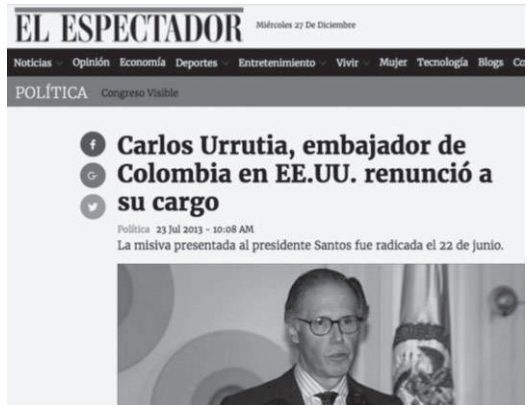 EL ESPECTADOR
Miércoles 27 De Diciembre
Noticias Opinión Economía Deportes Entretenimiento Vivir Mujer Tecnología Blogs Co
POLÍTICA Congreso Visible
f
G+
Carlos Urrutia, embajador de
Colombia en EE.UU. renunció a
su cargo
Política 23 Jul 2013 - 10:08 AM
La misiva presentada al presidente Santos fue radicada el 22 de junio.